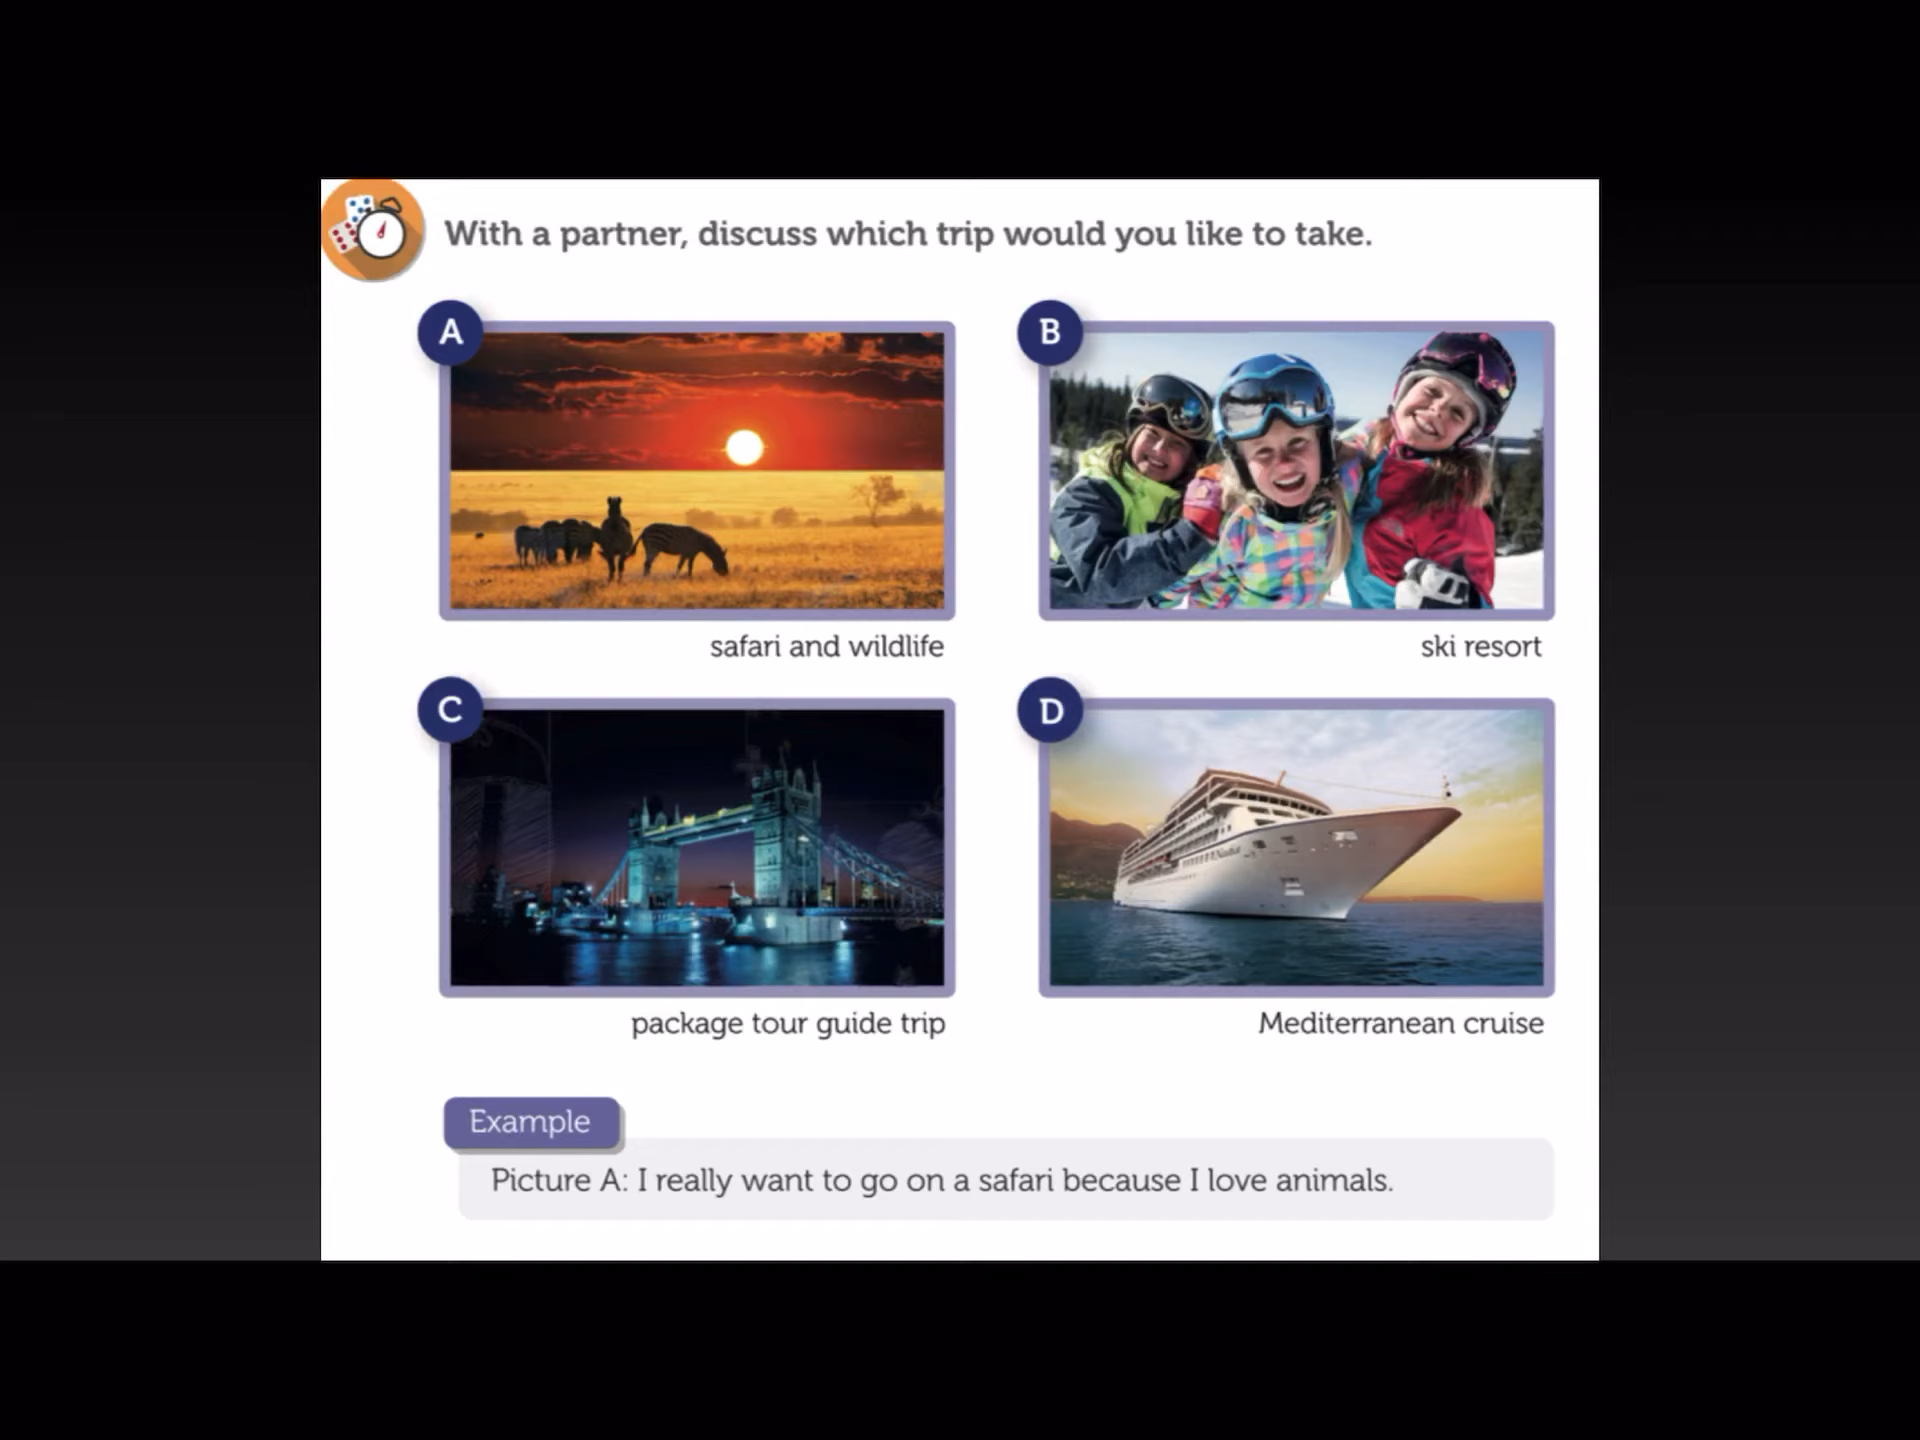 With a partner, discuss which trip would you like to take.
A
B
safari and wildlife
ski resort
C
D
package tour guide trip
Mediterranean cruise
Example
Picture A: I really want to go on a safari because I love animals.